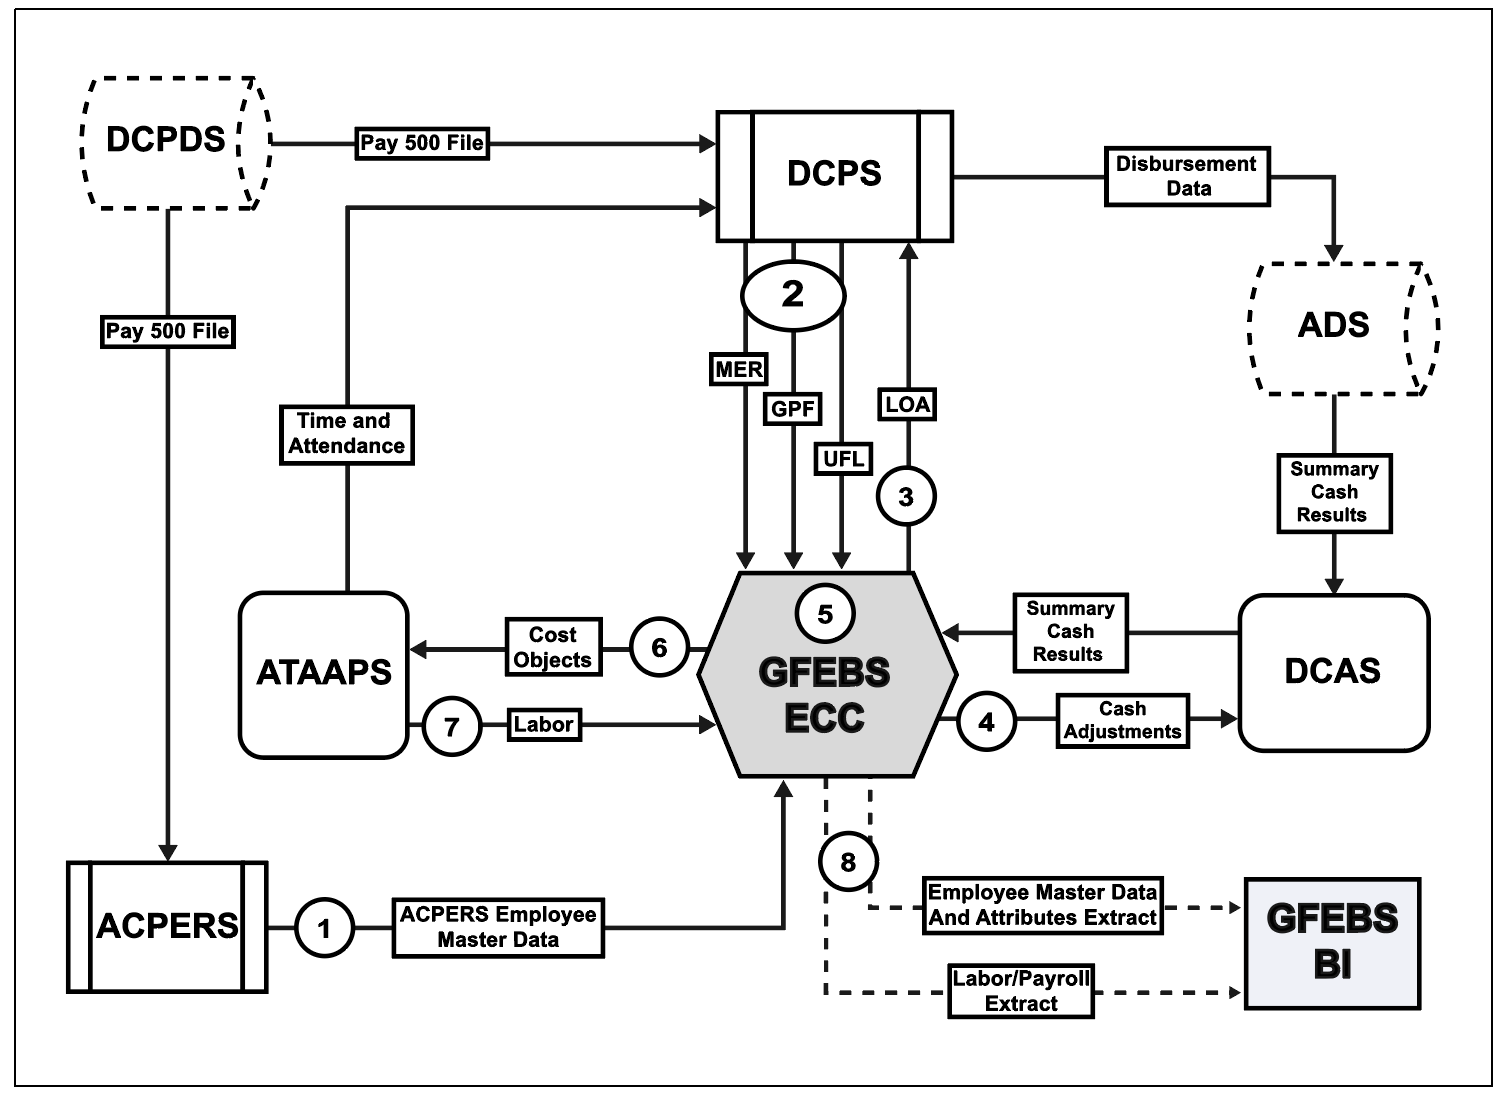 DCPDS
Pay 500 File
DCPS
Disbursement
Data
2
ADS
Pay 500 File
MER
GPF
LOA
Time and
Attendance
UFL
3
Summary
Cash
Results
5
Cost
Objects
6
Summary
Cash
Results
ATAAPS
GFEBS
ECC
DCAS
7
Labor
4
Cash
Adjustments
8
ACPERS
1
ACPERS Employee
Master Data
Employee Master Data
And Attributes Extract
GFEBS
BI
Labor/Payroll
Extract